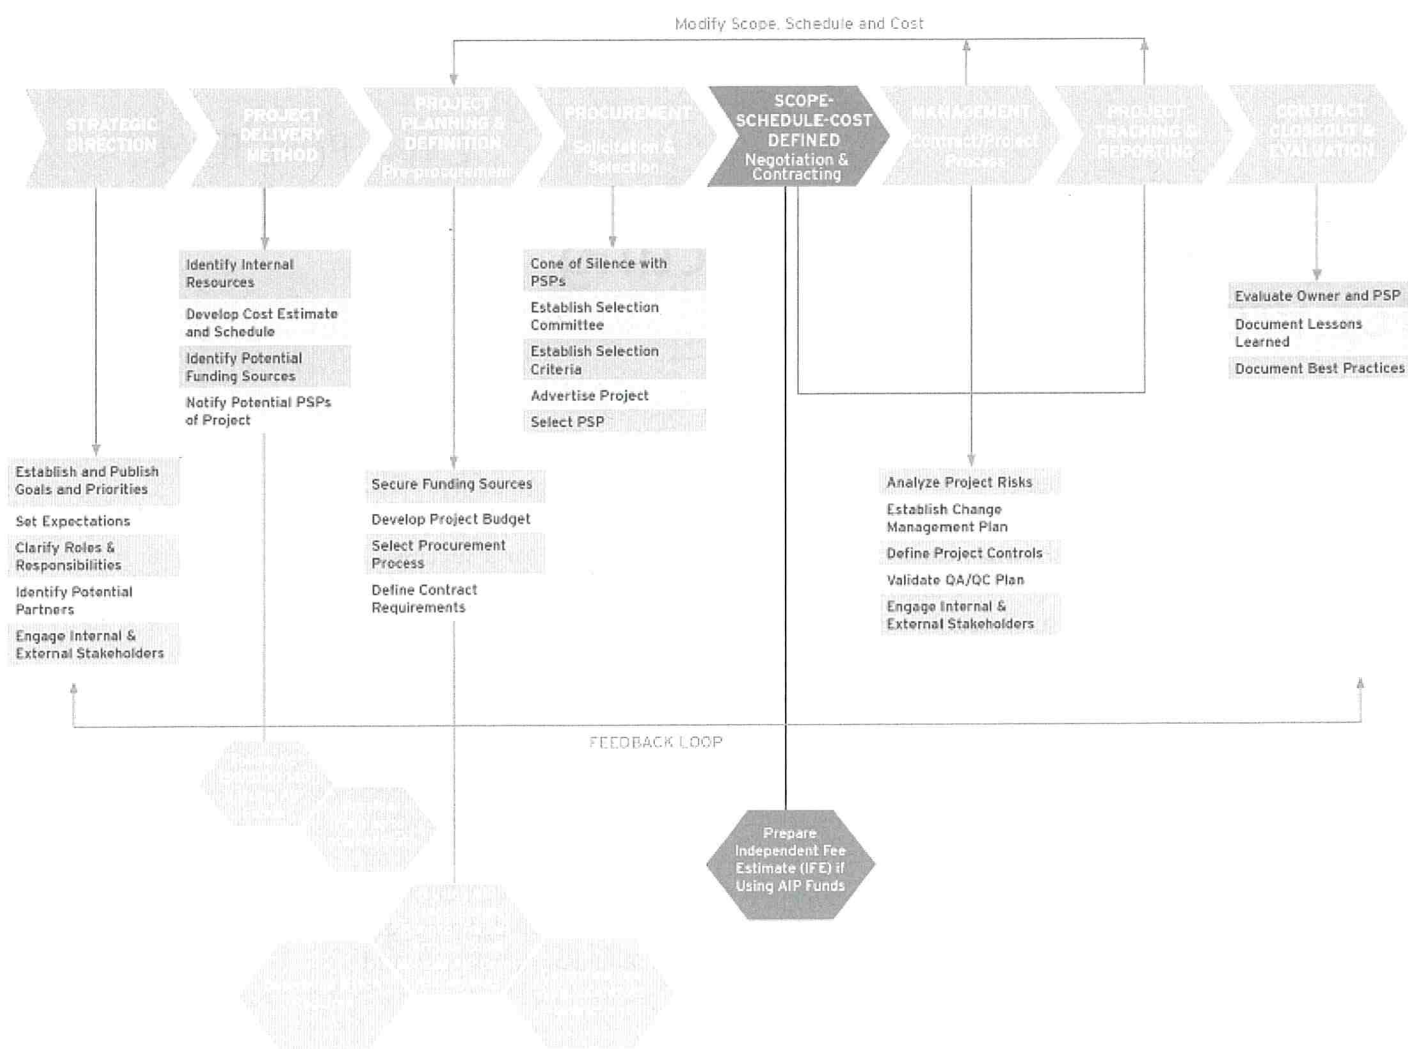 Modify Scope, Schedule and Cost
STRATEGIC
DIRECTION
PROJECT
DELIVERY
METHOD
PROJECT
PLANNING &
DEFINITION
Pre-procurement
PROCUREMENT
Solicitation &
Selection
SCOPE-
SCHEDULE-COST
DEFINED
Negotiation &
Contracting
MANAGEMENT
Contract/Project
Process
PROJECT
TRACKING &
REPORTING
CONTRACT
CLOSEOUT &
EVALUATION
Identify Internal
Resources
Develop Cost Estimate
and Schedule
Identify Potential
Funding Sources
Notify Potential PSPs
of Project
Cone of Silence with
PSPs
Establish Selection
Committee
Establish Selection
Criteria
Advertise Project
Select PSP
Evaluate Owner and PSP
Document Lessons
Learned
Document Best Practices
Establish and Publish
Goals and Priorities
Set Expectations
Clarify Roles &
Responsibilities
Identify Potential
Partners
Engage Internal &
External Stakeholders
Secure Funding Sources
Develop Project Budget
Select Procurement
Process
Define Contract
Requirements
Analyze Project Risks
Establish Change
Management Plan
Define Project Controls
Validate QA/QC Plan
Engage Internal &
External Stakeholders
FEEDBACK LOOP
Prepare
Independent Fee
Estimate (IFE) if
Using AIP Funds